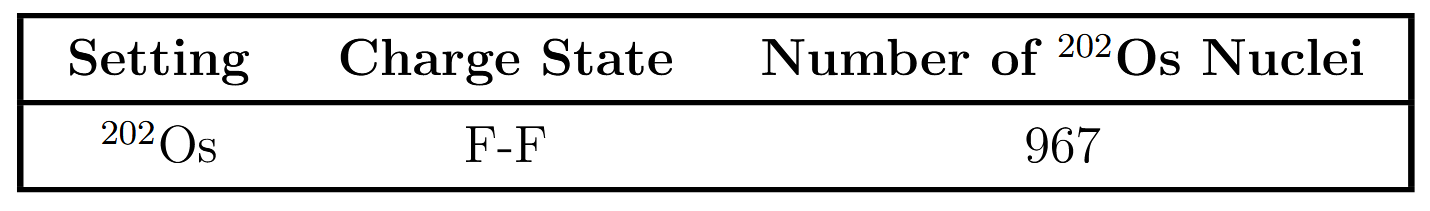 Setting Charge State Number of ²⁰²Os Nuclei
²⁰²Os F-F 967